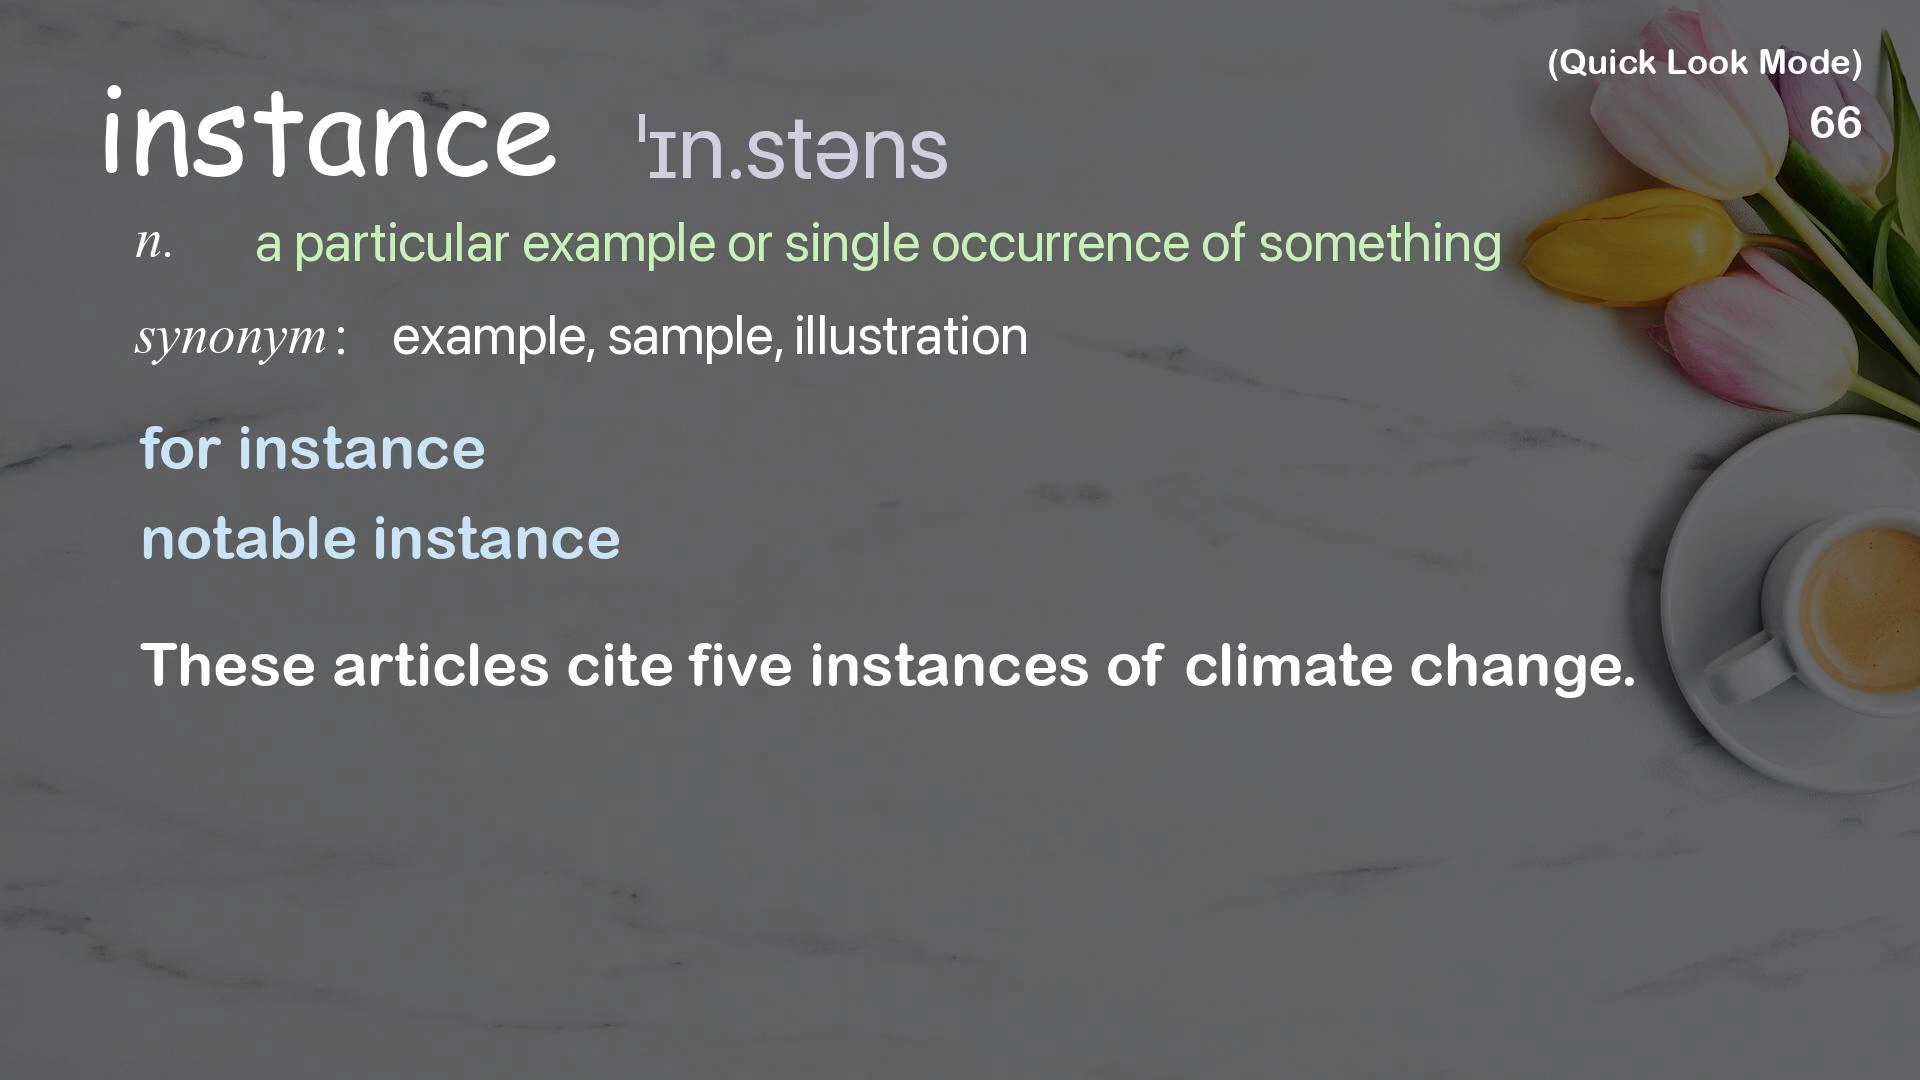 (Quick Look Mode)
66
instance ˈɪn.stəns
n. a particular example or single occurrence of something
synonym: example, sample, illustration
for instance
notable instance
These articles cite five instances of climate change.